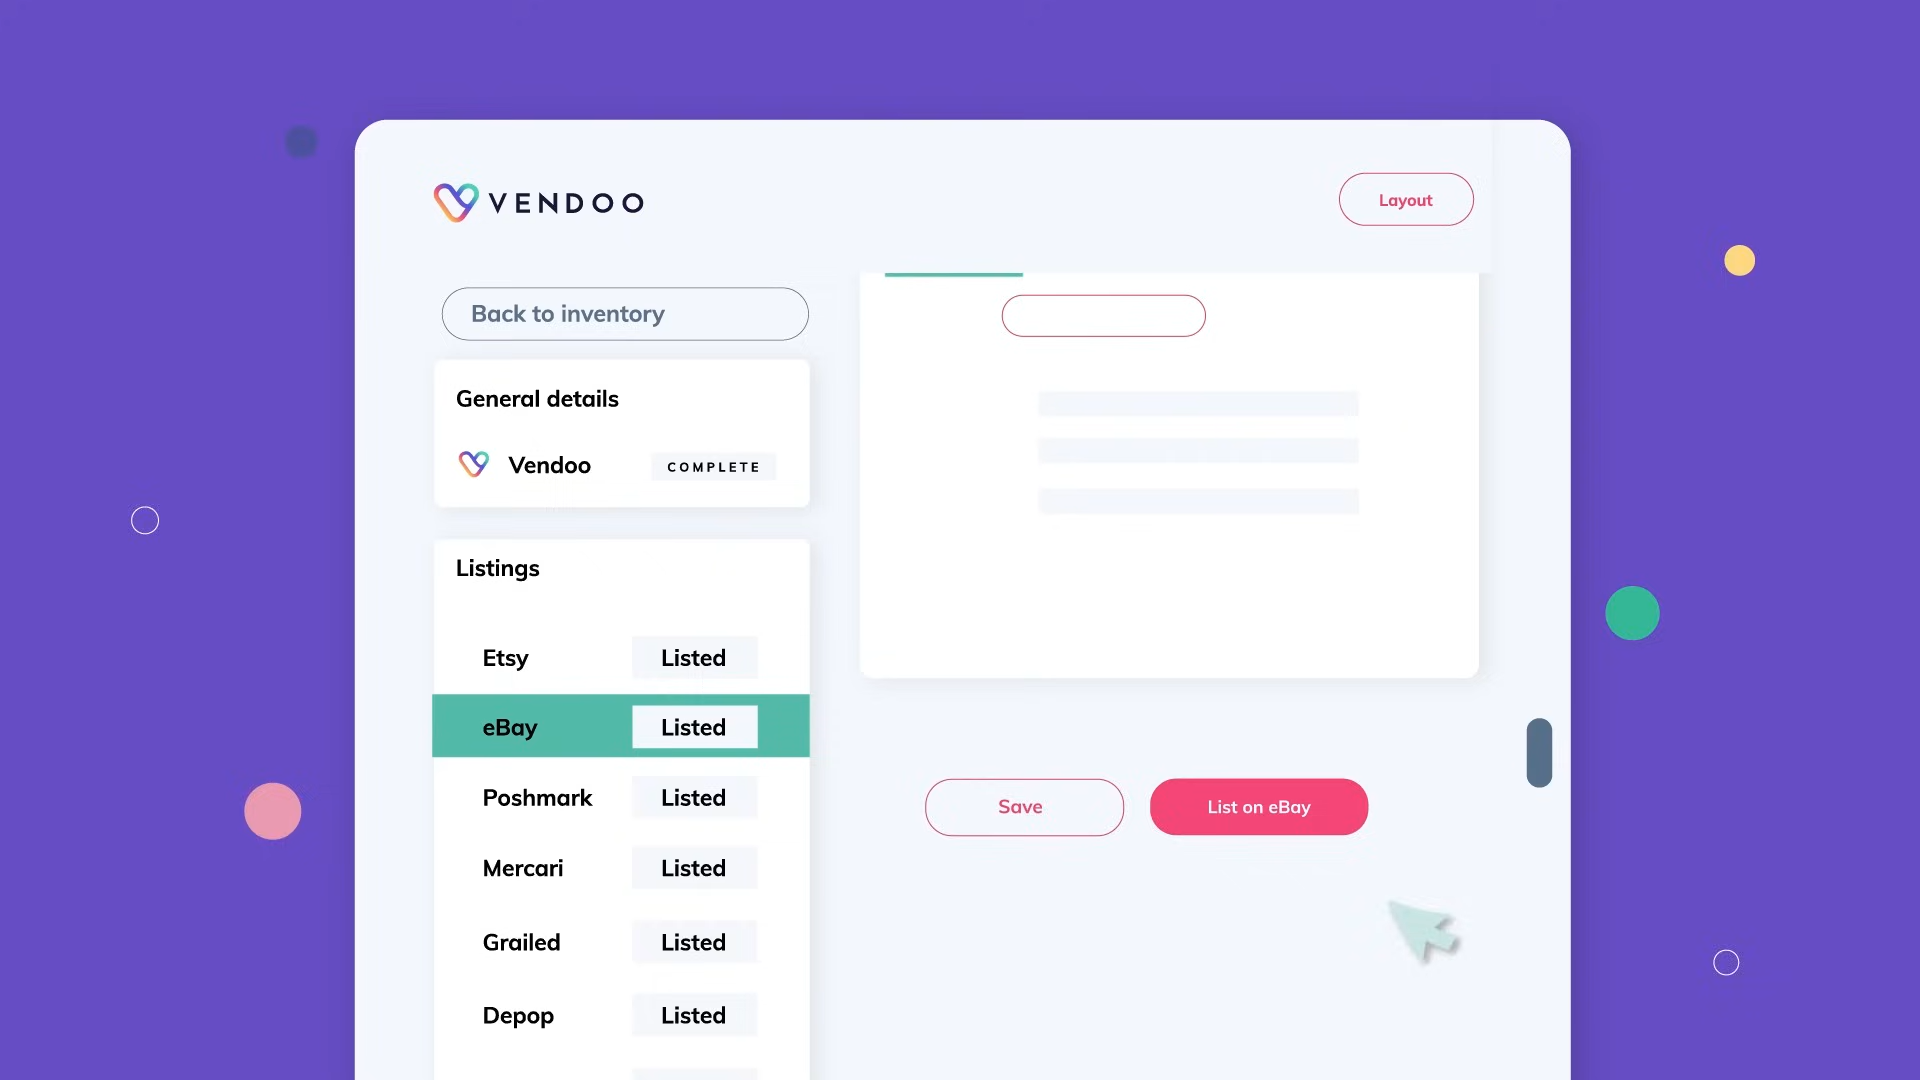 VENDOO
Layout
Back to inventory
General details
Vendoo COMPLETE
Listings
Etsy Listed
eBay Listed
Poshmark Listed
Save
List on eBay
Mercari Listed
Grailed Listed
Depop Listed